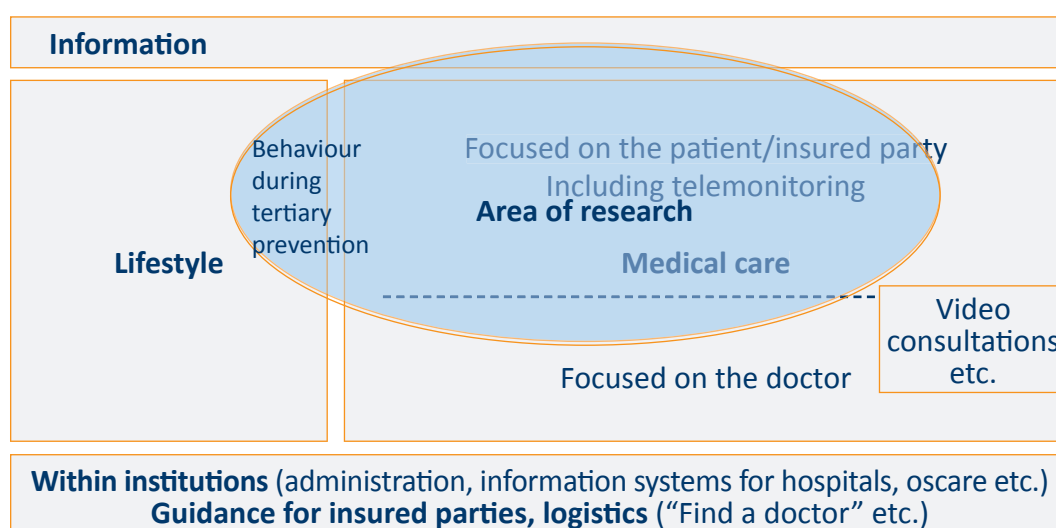 Information
Behaviour
during
tertiary
prevention
Focused on the patient/insured party
Including telemonitoring
Area of research
Lifestyle
Medical care
Video
consultations
etc.
Focused on the doctor
Within institutions (administration, information systems for hospitals, oscare etc.)
Guidance for insured parties, logistics (“Find a doctor” etc.)